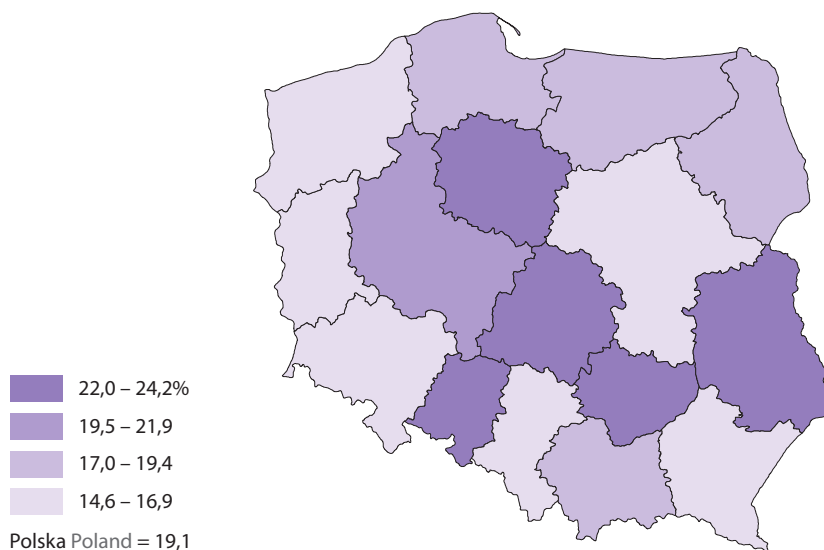 22,0 – 24,2%
19,5 – 21,9
17,0 – 19,4
14,6 – 16,9
Polska Poland = 19,1